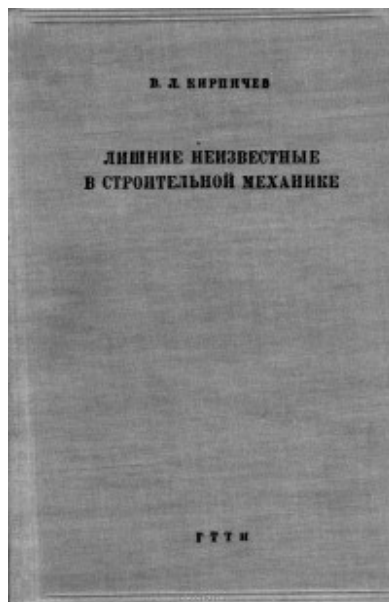 В. Л. КИРПИЧЕВ
ЛИШНИЕ НЕИЗВЕСТНЫЕ
В СТРОИТЕЛЬНОЙ МЕХАНИКЕ
ГТТИ